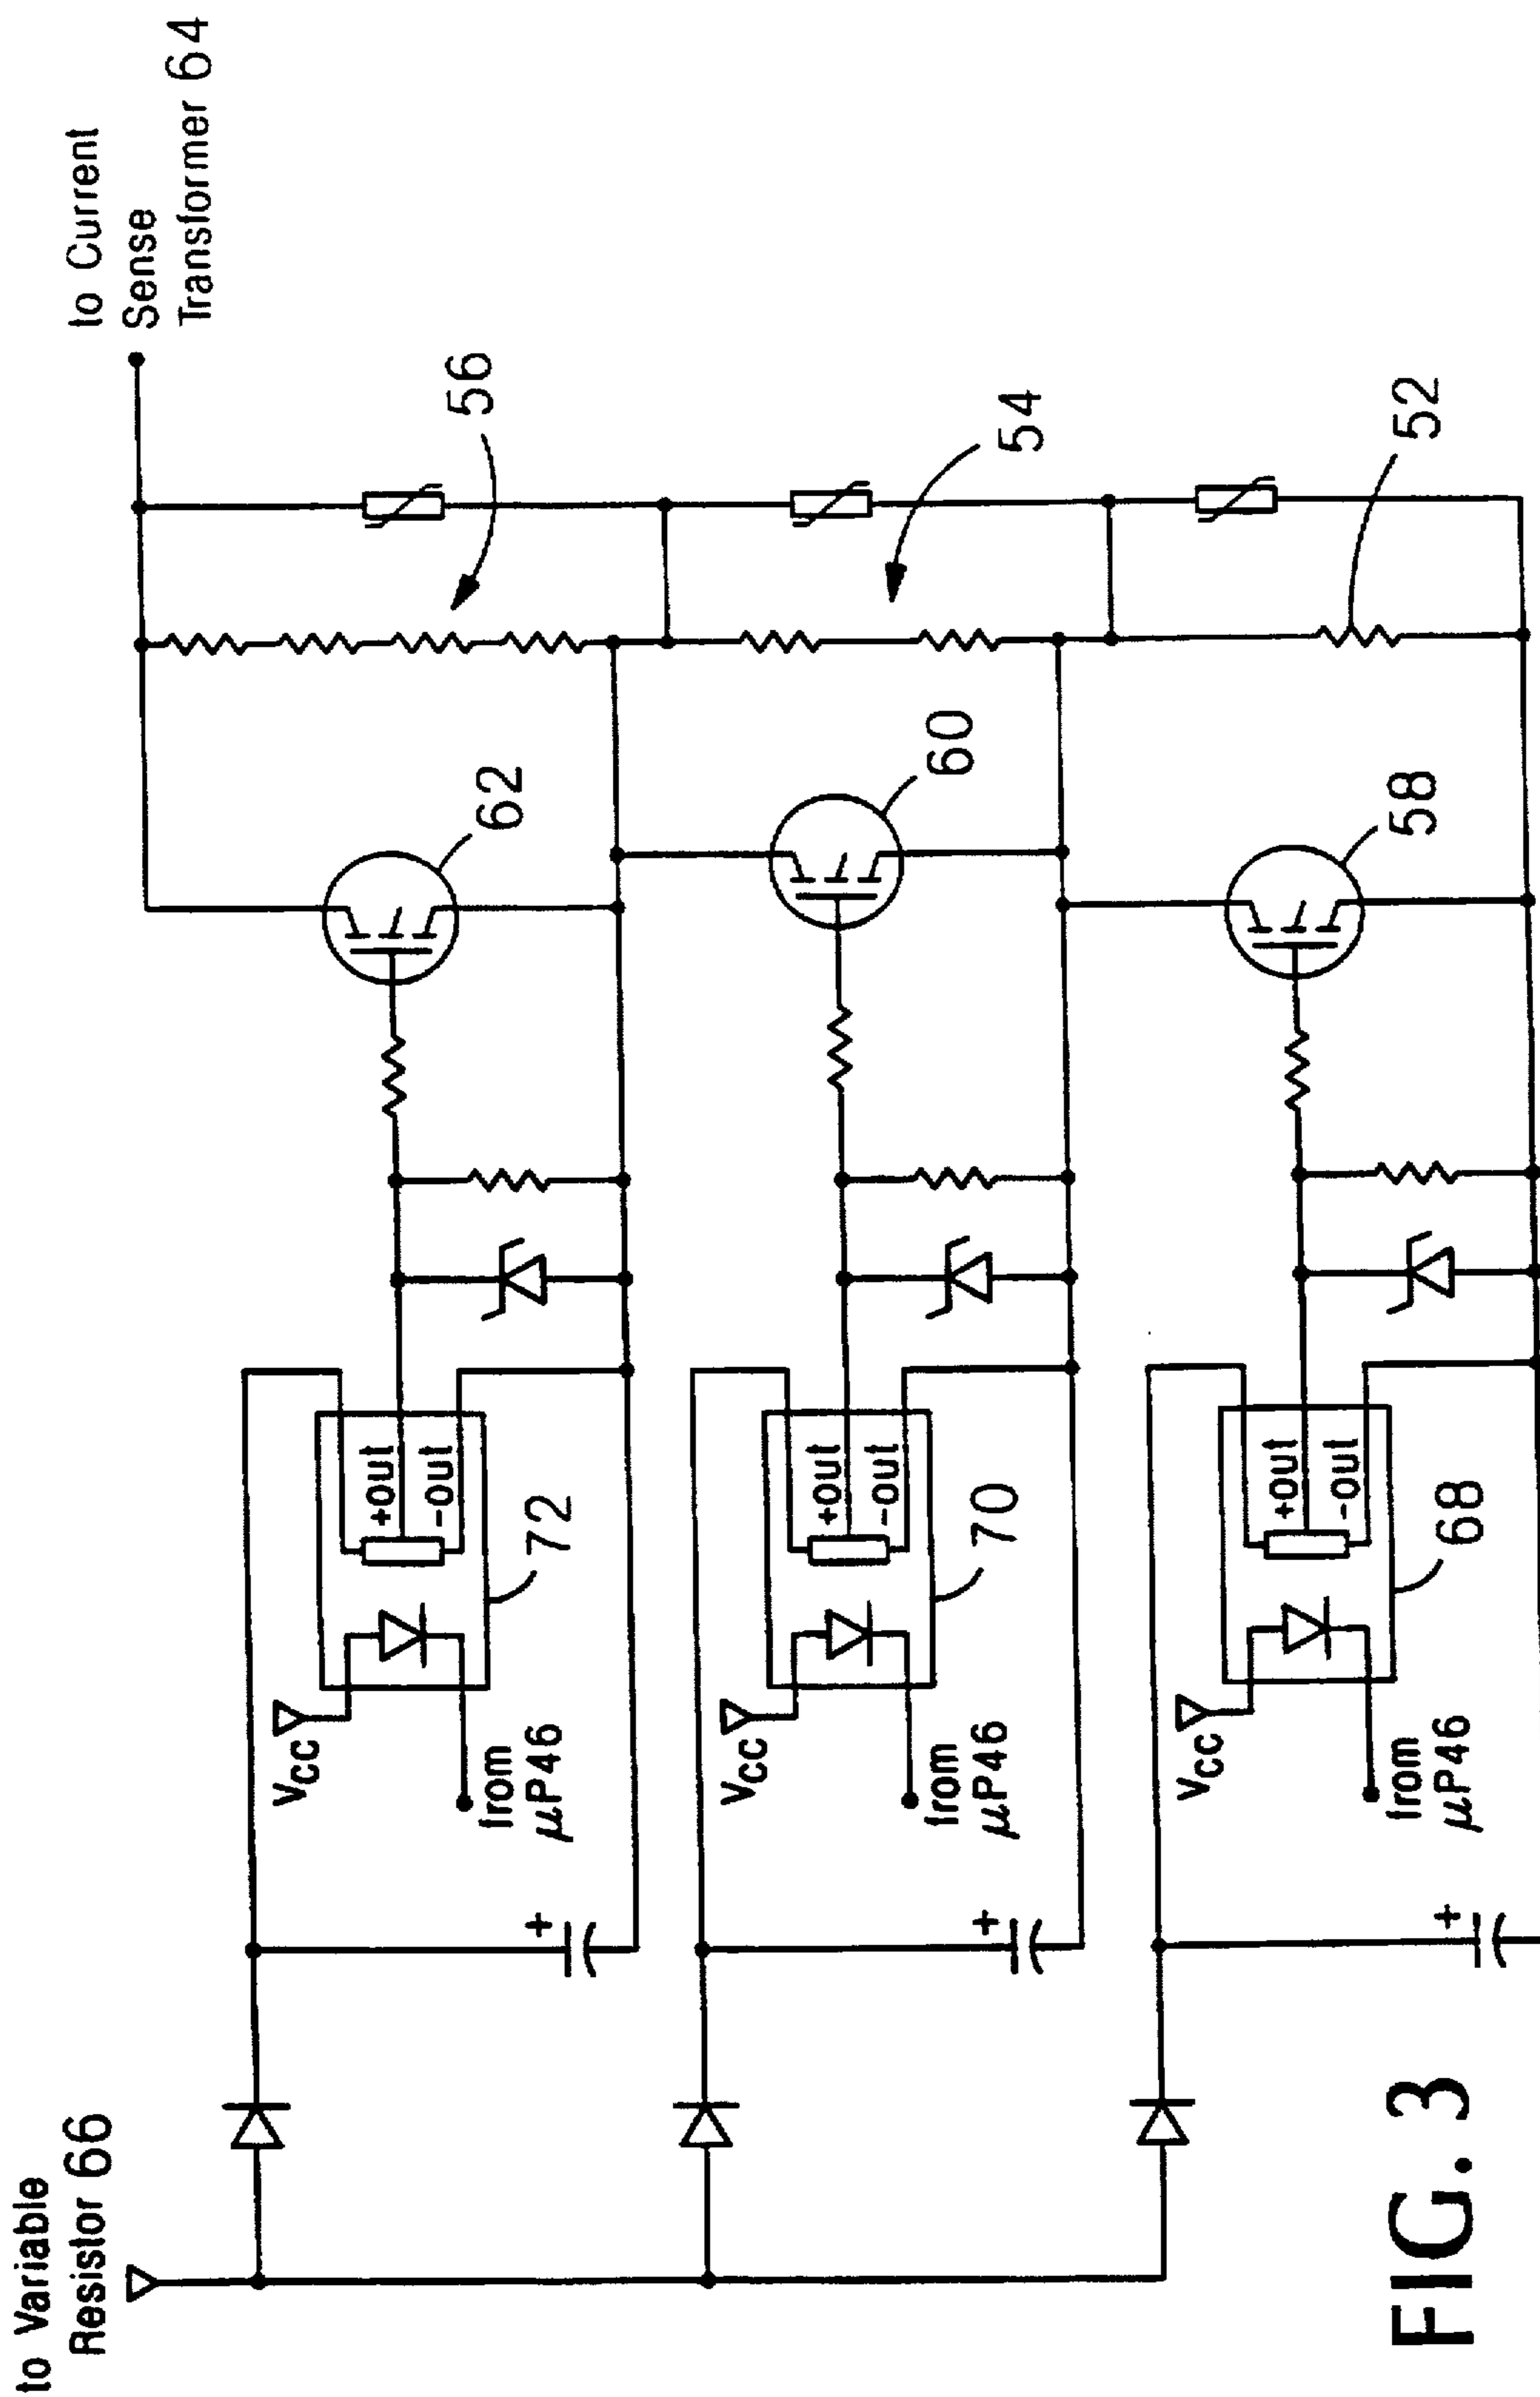 to Variable
Resistor 66
to Current
Sense
Transformer 64
56
54
52
62
60
58
+out
-out
72
VCC
from
μP46
+
+out
-out
70
VCC
from
μP46
+
+out
-out
68
VCC
from
μP46
+
FIG. 3